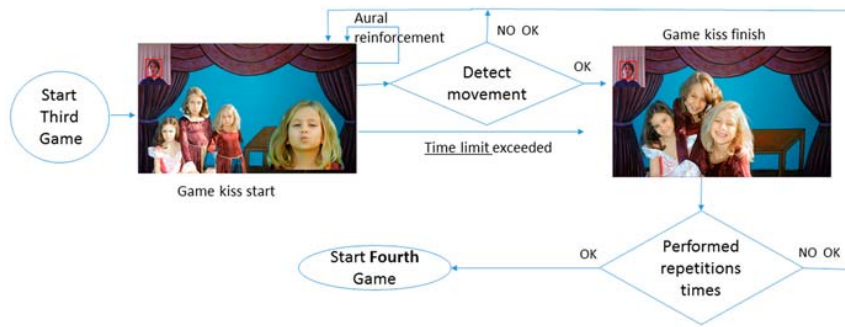 Start
Third
Game
Aural
reinforcement
Game kiss start
NO OK
Detect
movement
OK
Time limit exceeded
Game kiss finish
Performed
repetitions
times
OK
NO OK
Start Fourth
Game